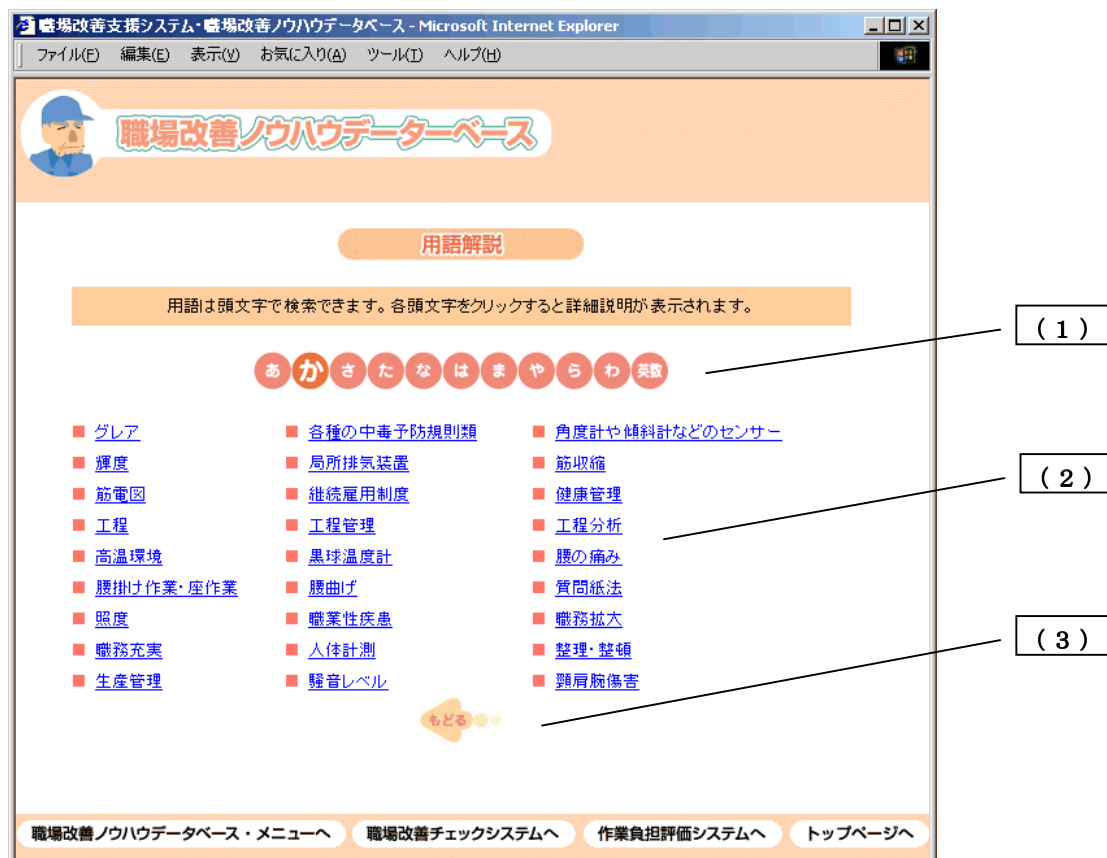 職場改善支援システム・職場改善ノウハウデータベース - Microsoft Internet Explorer
ファイル(F) 編集(E) 表示(V) お気に入り(A) ツール(T) ヘルプ(H)
職場改善ノウハウデーターベース
用語解説
用語は頭文字で検索できます。各頭文字をクリックすると詳細説明が表示されます。
(1)
あ か さ た な は ま や ら わ 英数
グレア 各種の中毒予防規則類 角度計や傾斜計などのセンサー
輝度 局所排気装置 筋収縮
(2)
筋電図 継続雇用制度 健康管理
工程 工程管理 工程分析
高温環境 黒球温度計 腰の痛み
腰掛け作業・座作業 腰曲げ 質問紙法
照度 職業性疾患 職務拡大
(3)
職務充実 人体計測 整理・整頓
生産管理 騒音レベル 頸肩腕傷害
もどる
職場改善ノウハウデータベース・メニューへ 職場改善チェックシステムへ 作業負担評価システムへ トップページへ